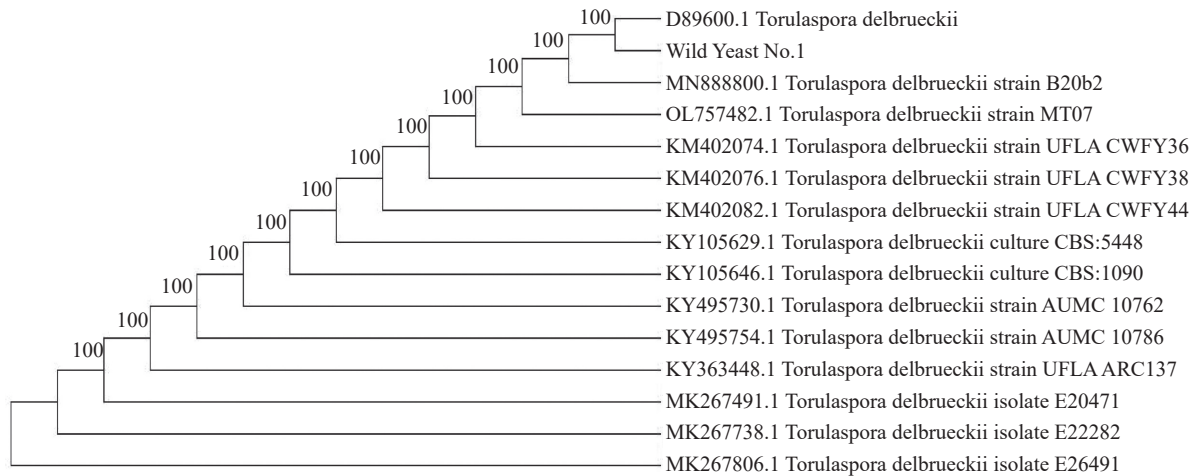 100
D89600.1 Torulaspora delbrueckii
100
Wild Yeast No.1
100
MN888800.1 Torulaspora delbrueckii strain B20b2
100
OL757482.1 Torulaspora delbrueckii strain MT07
100
KM402074.1 Torulaspora delbrueckii strain UFLA CWFY36
100
KM402076.1 Torulaspora delbrueckii strain UFLA CWFY38
100
KM402082.1 Torulaspora delbrueckii strain UFLA CWFY44
100
KY105629.1 Torulaspora delbrueckii culture CBS:5448
100
KY105646.1 Torulaspora delbrueckii culture CBS:1090
100
KY495730.1 Torulaspora delbrueckii strain AUMC 10762
100
KY495754.1 Torulaspora delbrueckii strain AUMC 10786
100
KY363448.1 Torulaspora delbrueckii strain UFLA ARC137
MK267491.1 Torulaspora delbrueckii isolate E20471
MK267738.1 Torulaspora delbrueckii isolate E22282
MK267806.1 Torulaspora delbrueckii isolate E26491